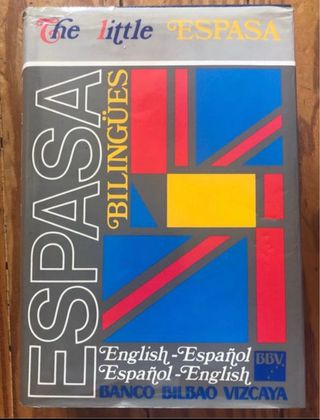 The little ESPASA
ESPASA
BILINGÜES
English-Español
Español-English
BBV
BANCO BILBAO VIZCAYA